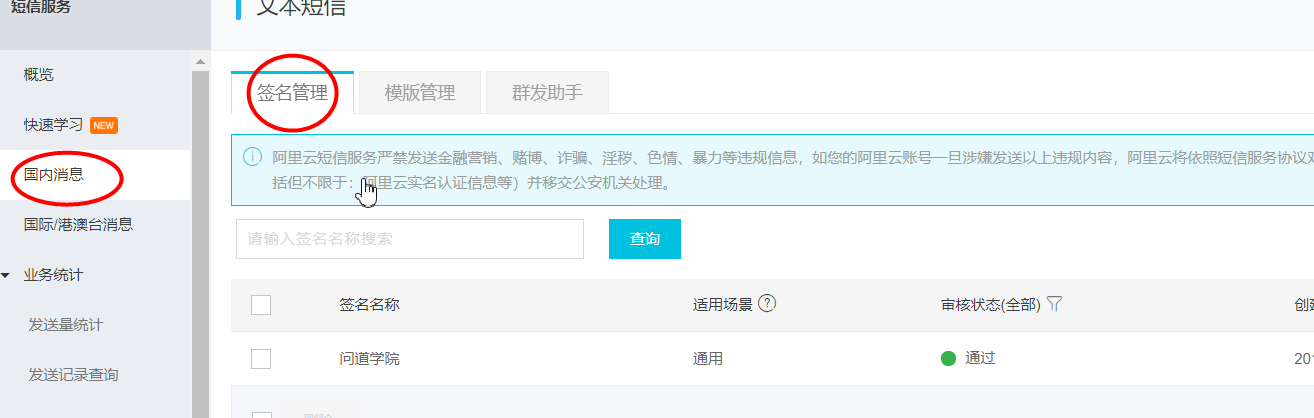 短信服务
文本短信
概览
快速学习 NEW
国内消息
国际/港澳台消息
业务统计
发送量统计
发送记录查询
签名管理 模版管理 群发助手
阿里云短信服务严禁发送金融营销、赌博、诈骗、淫秽、色情、暴力等违规信息，如您的阿里云账号一旦涉嫌发送以上违规内容，阿里云将依照短信服务协议对
括但不限于：阿里云实名认证信息等）并移交公安机关处理。
请输入签名名称搜索 查询
签名名称 适用场景 ? 审核状态(全部) 创建
问道学院 通用 通过 201
删除